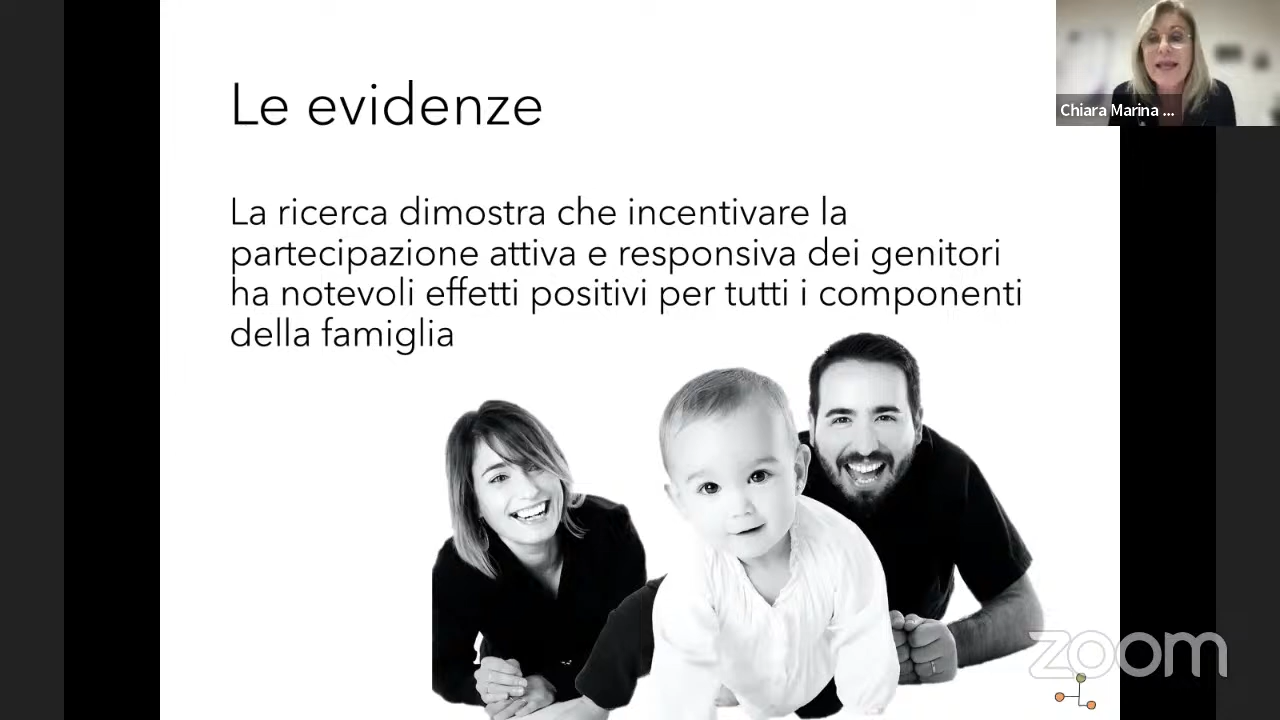 Le evidenze
Chiara Marina ...
La ricerca dimostra che incentivare la
partecipazione attiva e responsiva dei genitori
ha notevoli effetti positivi per tutti i componenti
della famiglia
zoom